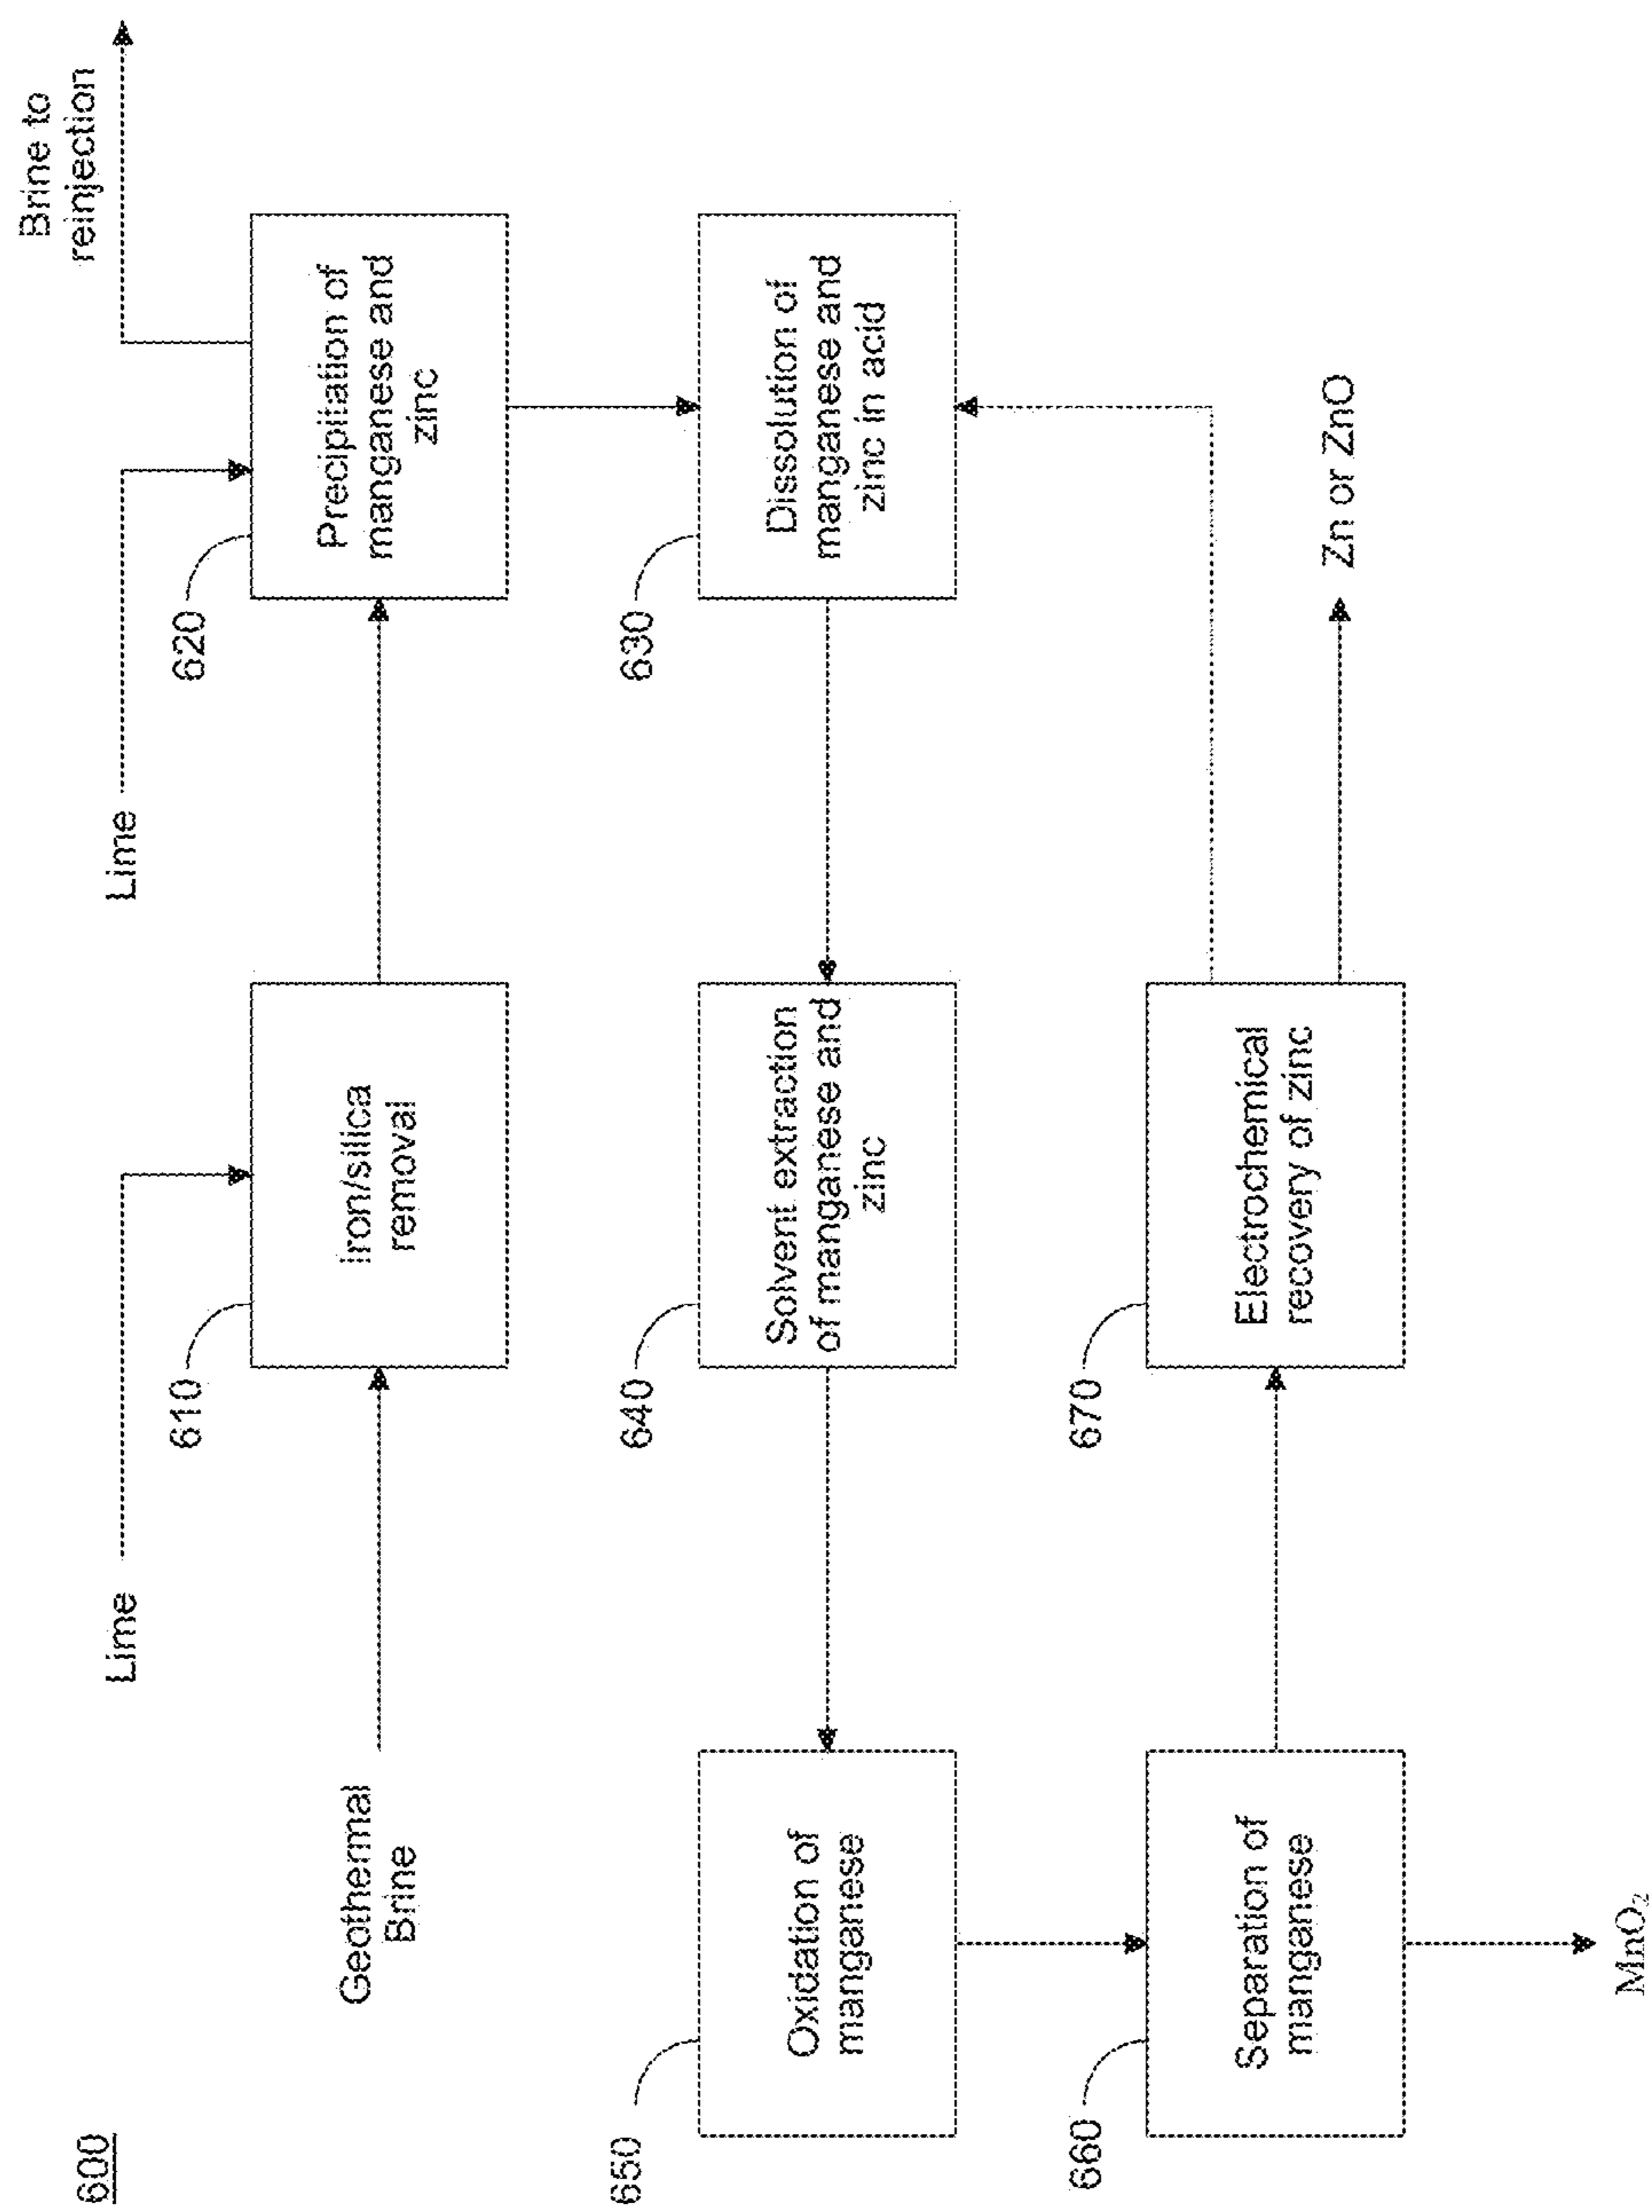 600
Lime
Lime
Brine to
reinjection
610
620
Geothermal
Brine
Iron/silica
removal
Precipitation of
manganese and
zinc
650
640
630
Oxidation of
manganese
Solvent extraction
of manganese and
zinc
Dissolution of
manganese and
zinc in acid
660
670
Separation of
manganese
Electrochemical
recovery of zinc
Zn or ZnO
MnO₂